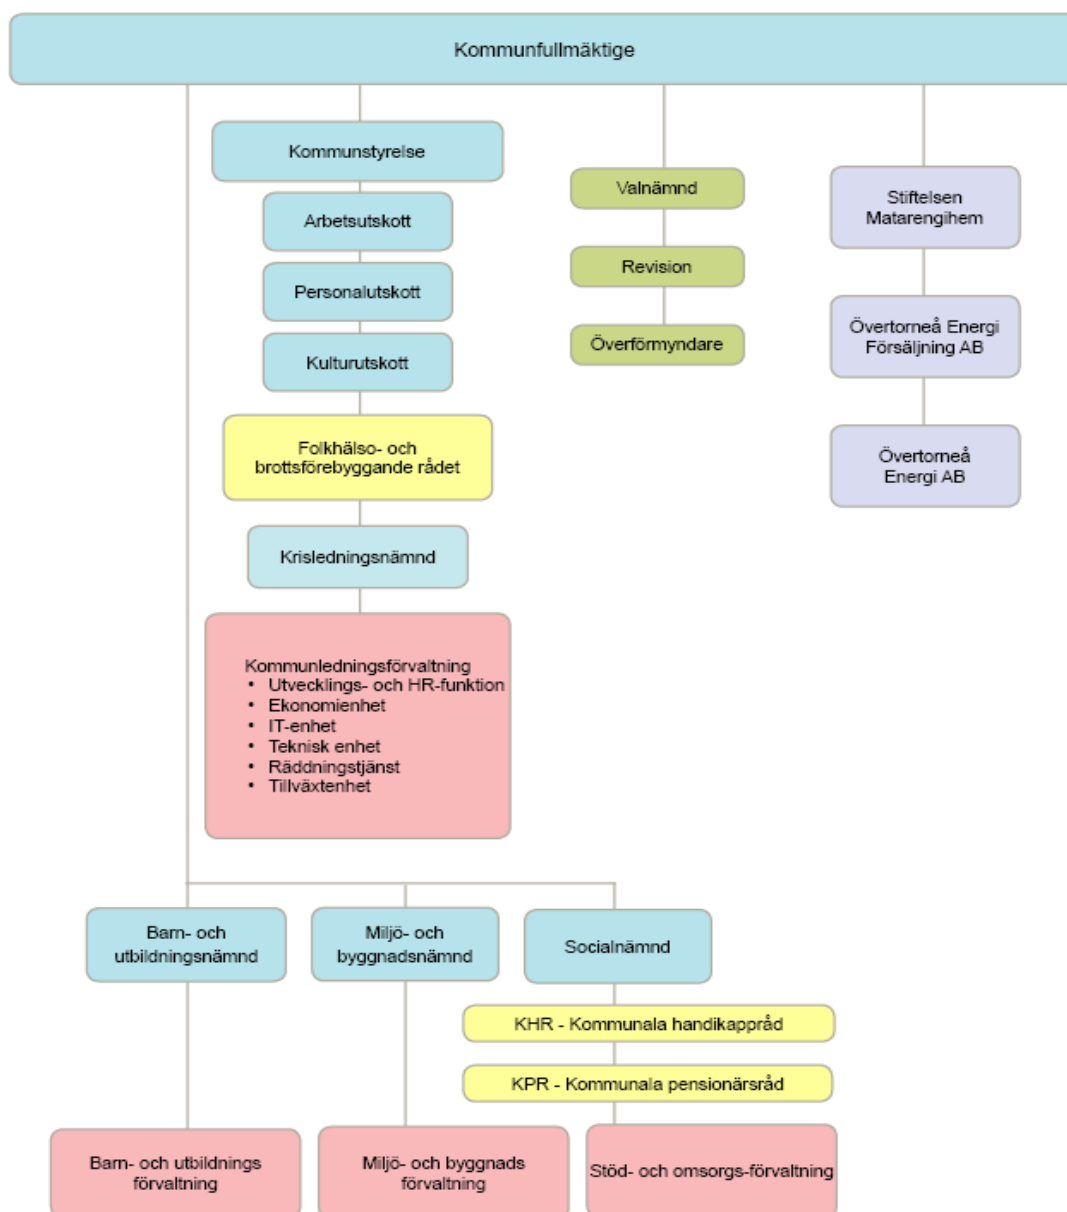 Kommunfullmäktige
Kommunstyrelse
Arbetsutskott
Personalutskott
Kulturutskott
Folkhälso- och
brottsförebyggande rådet
Krisledningsnämnd
Kommunledningsförvaltning
• Utvecklings- och HR-funktion
• Ekonomienhet
• IT-enhet
• Teknisk enhet
• Räddningstjänst
• Tillväxtenhet
Valnämnd
Revision
Överförmyndare
Stiftelsen
Matarengihem
Övertorneå Energi
Försäljning AB
Övertorneå
Energi AB
Barn- och
utbildningsnämnd
Miljö- och
byggnadsnämnd
Socialnämnd
KHR - Kommunala handikappråd
KPR - Kommunala pensionärsråd
Barn- och utbildnings
förvaltning
Miljö- och byggnads
förvaltning
Stöd- och omsorgs-förvaltning